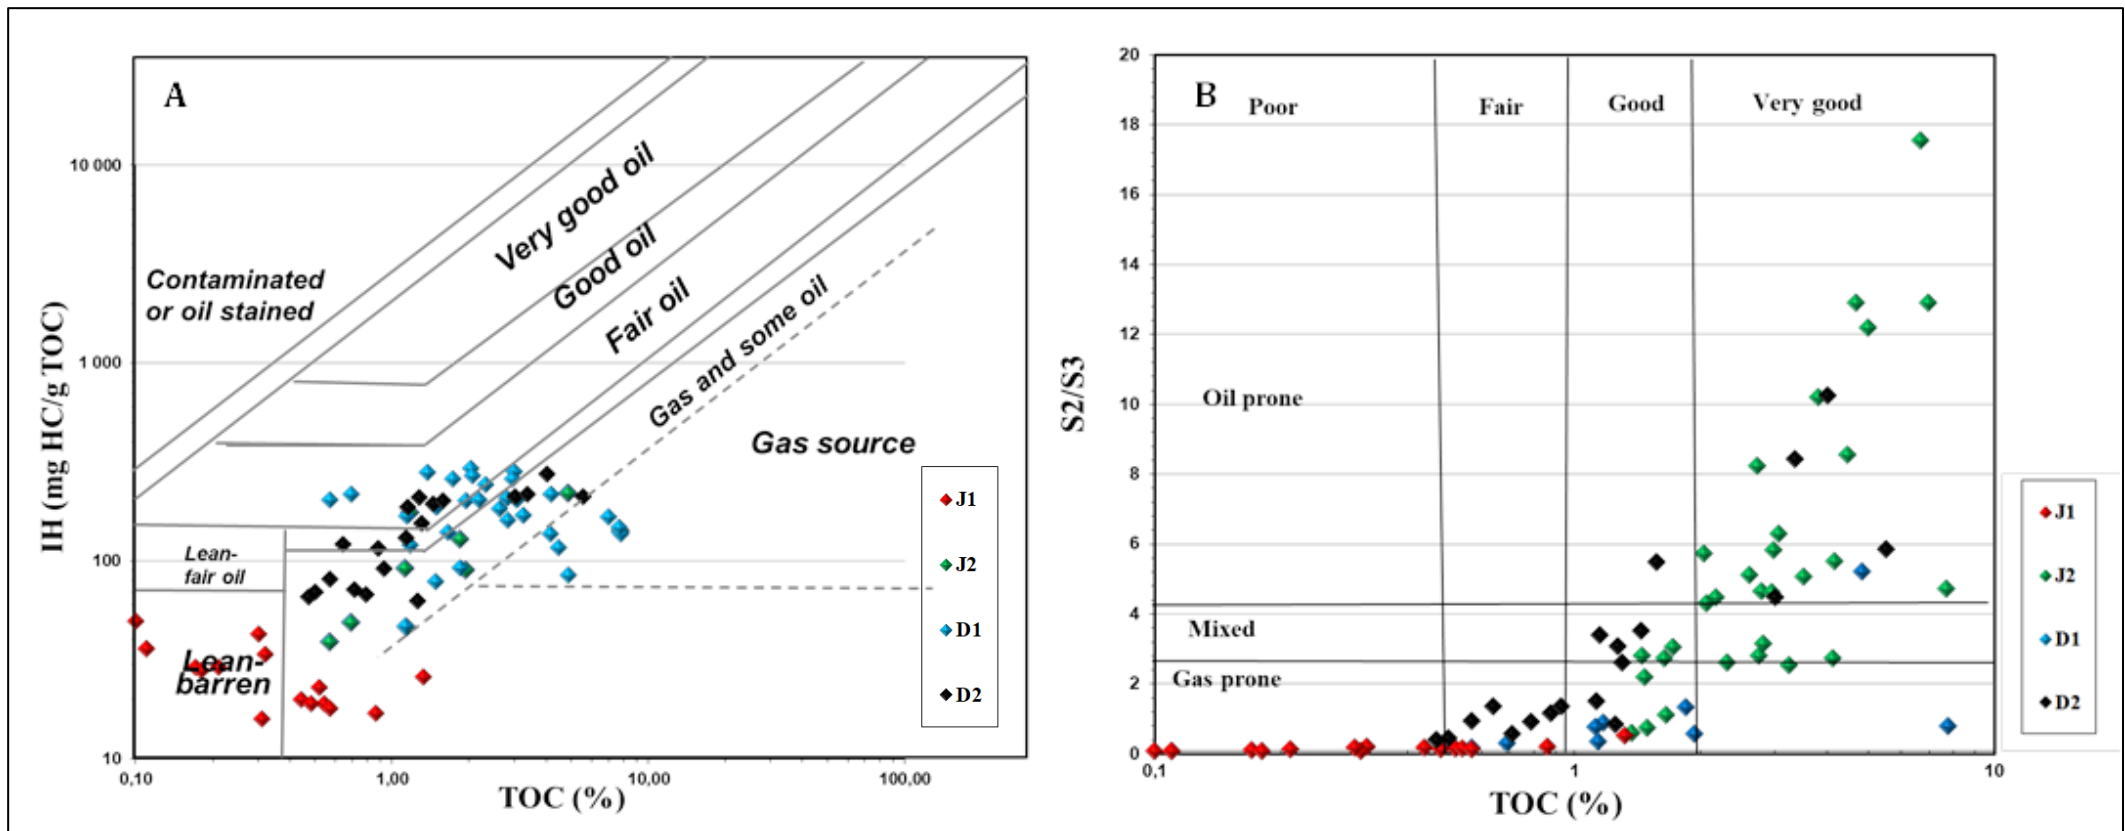 A
10 000
1 000
100
10
0,10
1,00
10,00
100,00
IH (mg HC/g TOC)
TOC (%)
Contaminated
or oil stained
Very good oil
Good oil
Fair oil
Gas and some oil
Gas source
Lean-
fair oil
Lean-
barren
J1
J2
D1
D2
B
Poor
Fair
Good
Very good
20
18
16
14
12
10
8
6
4
2
0
0,1
1
10
S2/S3
TOC (%)
Oil prone
Mixed
Gas prone
J1
J2
D1
D2